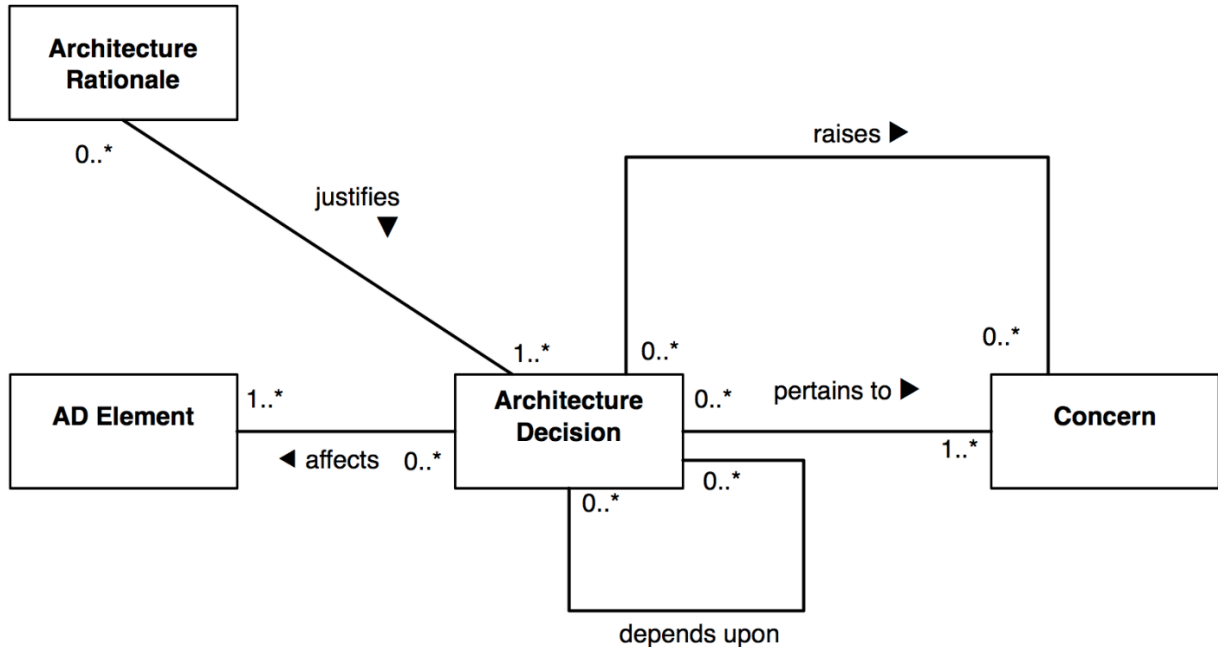 Architecture
Rationale
0..*
raises ▶
justifies
▼
1..*
0..*
0..*
AD Element
1..*
◀ affects
0..*
Architecture
Decision
0..*
pertains to ▶
1..*
Concern
0..*
0..*
depends upon